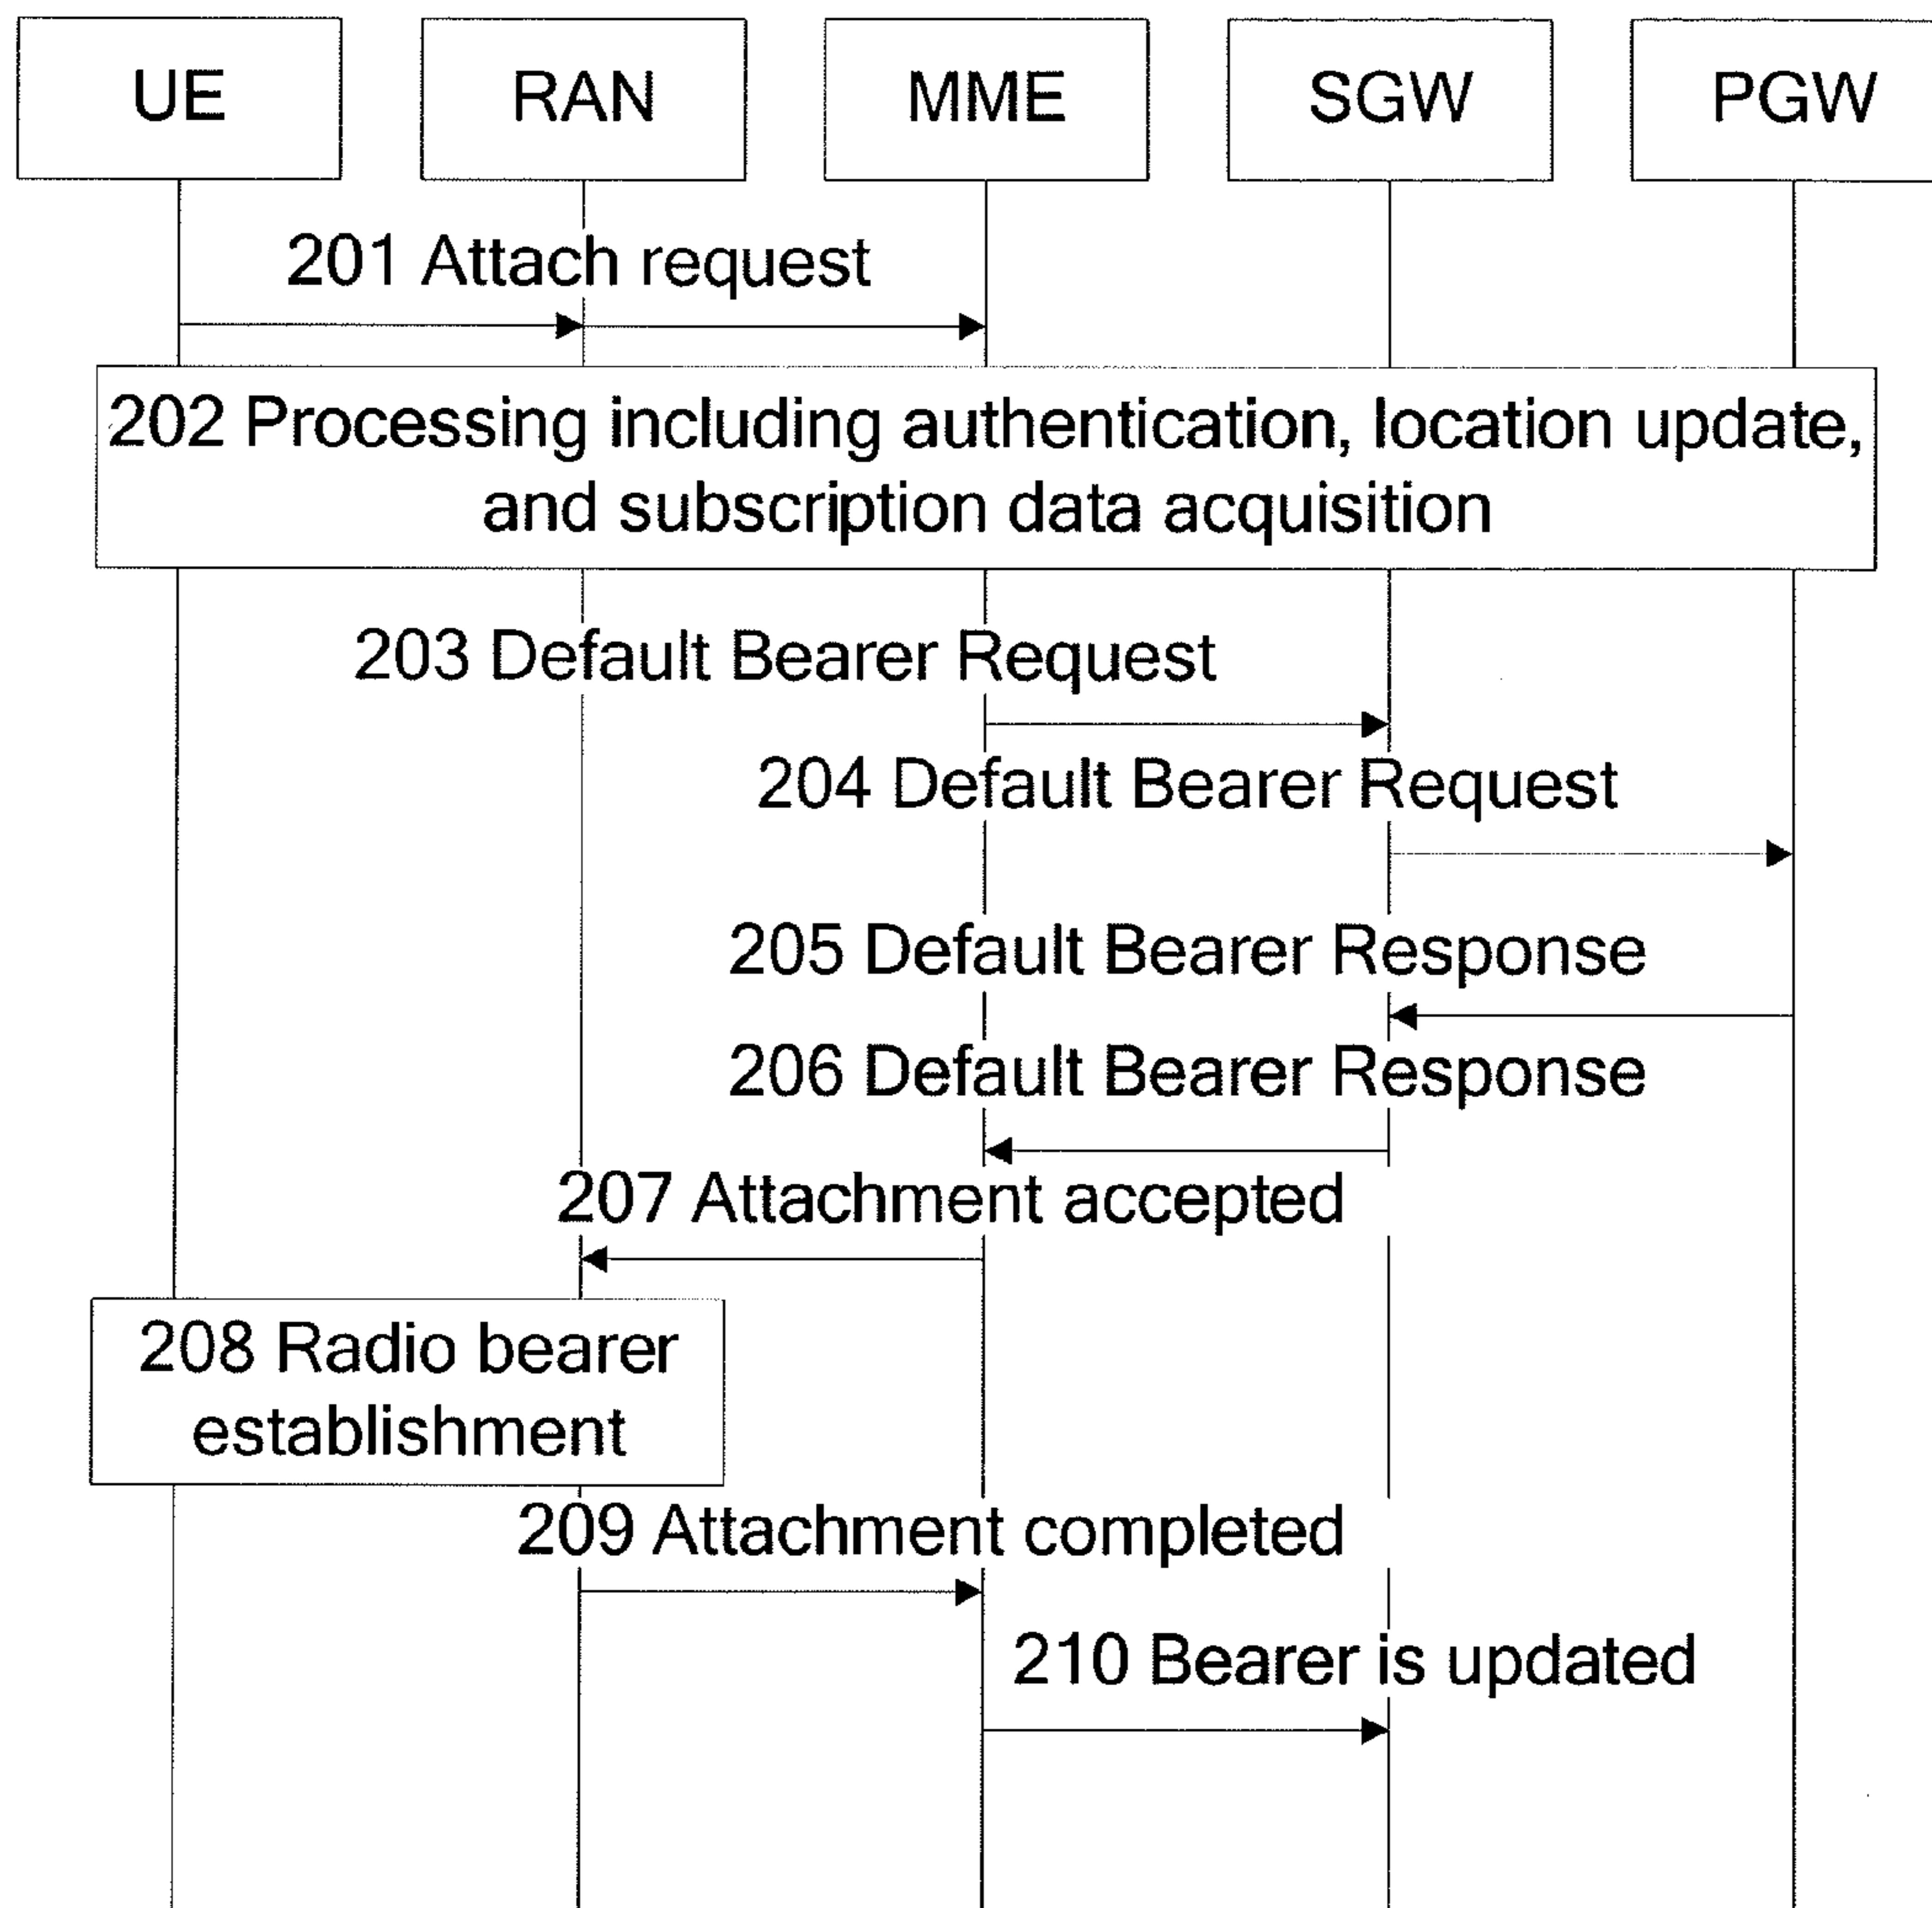 UE
RAN
MME
SGW
PGW
201 Attach request
202 Processing including authentication, location update,
and subscription data acquisition
203 Default Bearer Request
204 Default Bearer Request
205 Default Bearer Response
206 Default Bearer Response
207 Attachment accepted
208 Radio bearer
establishment
209 Attachment completed
210 Bearer is updated